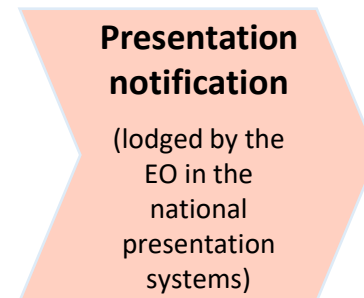 Presentation
notification
(lodged by the
EO in the
national
presentation
systems)